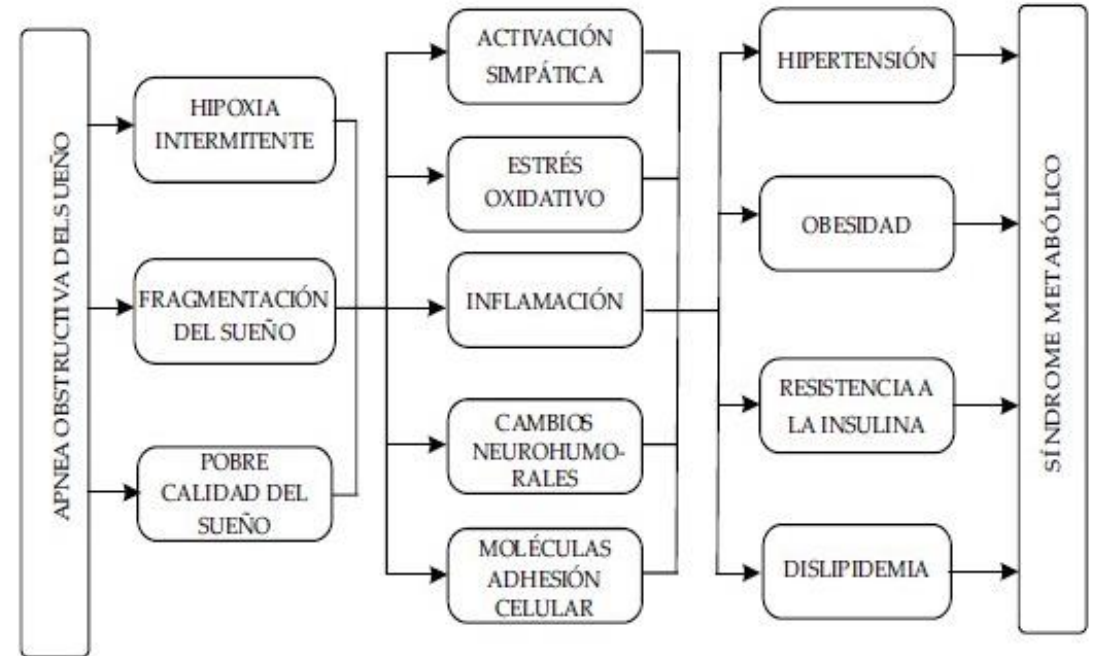 APNEA OBSTRUCTIVA DEL SUEÑO
HIPOXIA
INTERMITENTE
FRAGMENTACIÓN
DEL SUEÑO
POBRE
CALIDAD DEL
SUEÑO
ACTIVACIÓN
SIMPÁTICA
ESTRÉS
OXIDATIVO
INFLAMACIÓN
CAMBIOS
NEUROHUMO-
RALES
MOLÉCULAS
ADHESIÓN
CELULAR
HIPERTENSIÓN
OBESIDAD
RESISTENCIA A
LA INSULINA
DISLIPIDEMIA
SÍNDROME METABÓLICO